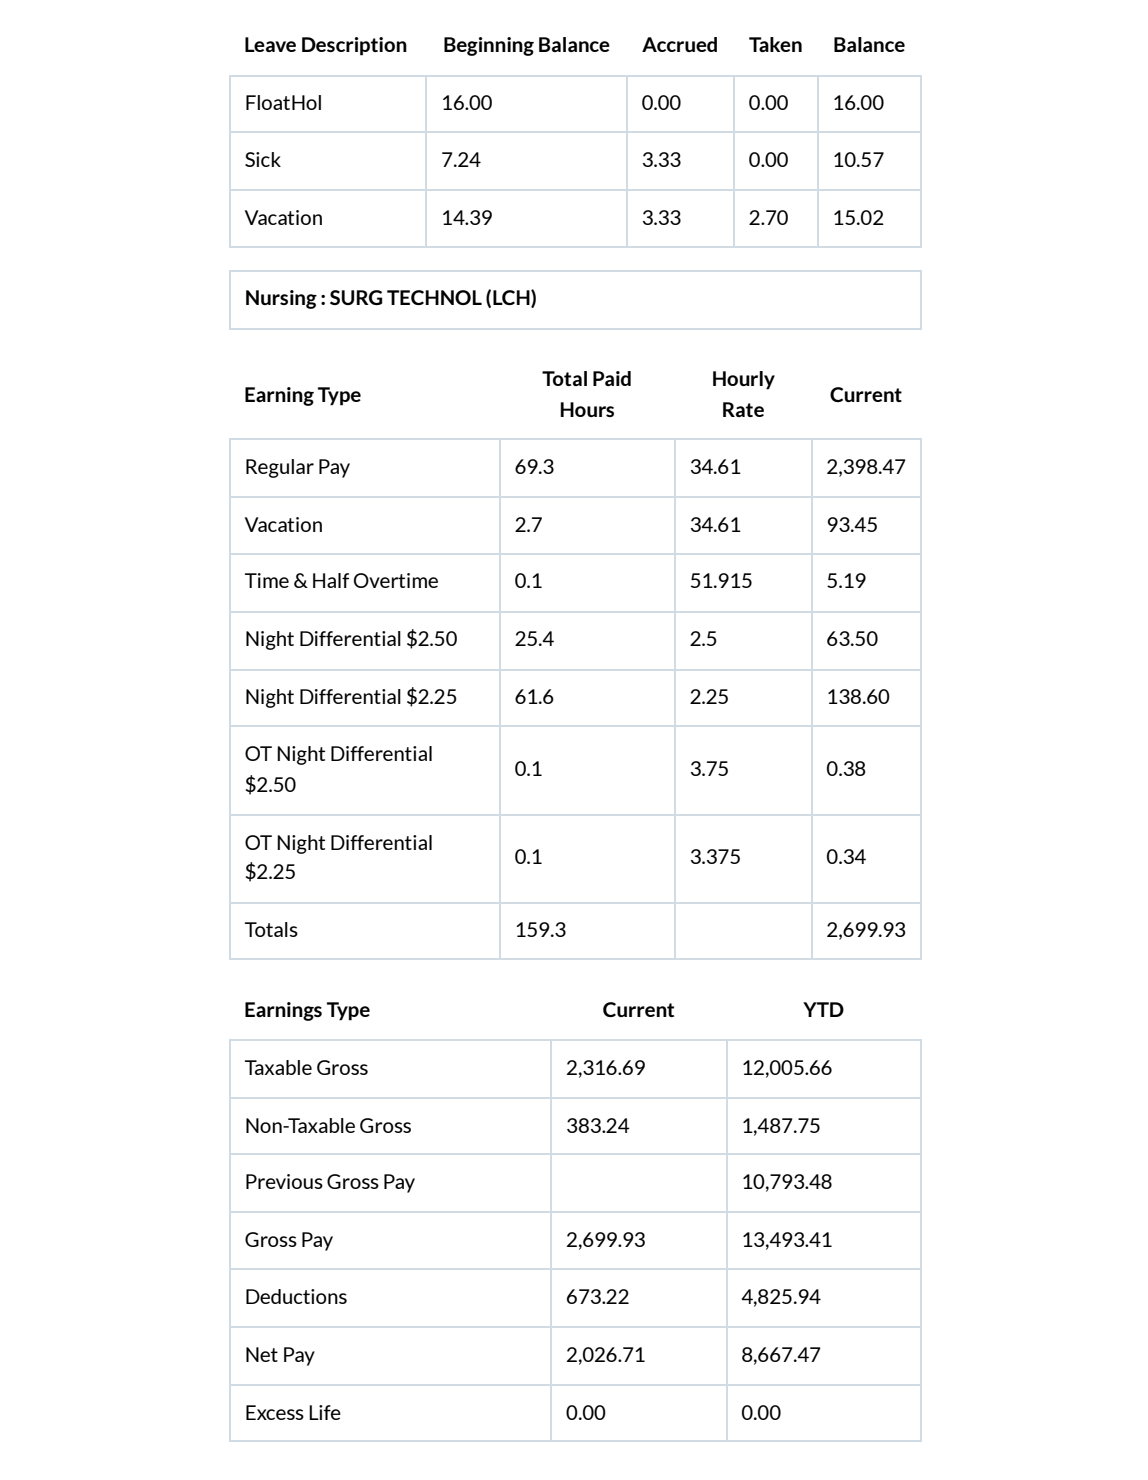 Leave Description Beginning Balance Accrued Taken Balance
FloatHol 16.00 0.00 0.00 16.00
Sick 7.24 3.33 0.00 10.57
Vacation 14.39 3.33 2.70 15.02
Nursing : SURG TECHNOL (LCH)
Earning Type Total Paid Hours Hourly Rate Current
Regular Pay 69.3 34.61 2,398.47
Vacation 2.7 34.61 93.45
Time & Half Overtime 0.1 51.915 5.19
Night Differential $2.50 25.4 2.5 63.50
Night Differential $2.25 61.6 2.25 138.60
OT Night Differential $2.50 0.1 3.75 0.38
OT Night Differential $2.25 0.1 3.375 0.34
Totals 159.3 2,699.93
Earnings Type Current YTD
Taxable Gross 2,316.69 12,005.66
Non-Taxable Gross 383.24 1,487.75
Previous Gross Pay 10,793.48
Gross Pay 2,699.93 13,493.41
Deductions 673.22 4,825.94
Net Pay 2,026.71 8,667.47
Excess Life 0.00 0.00